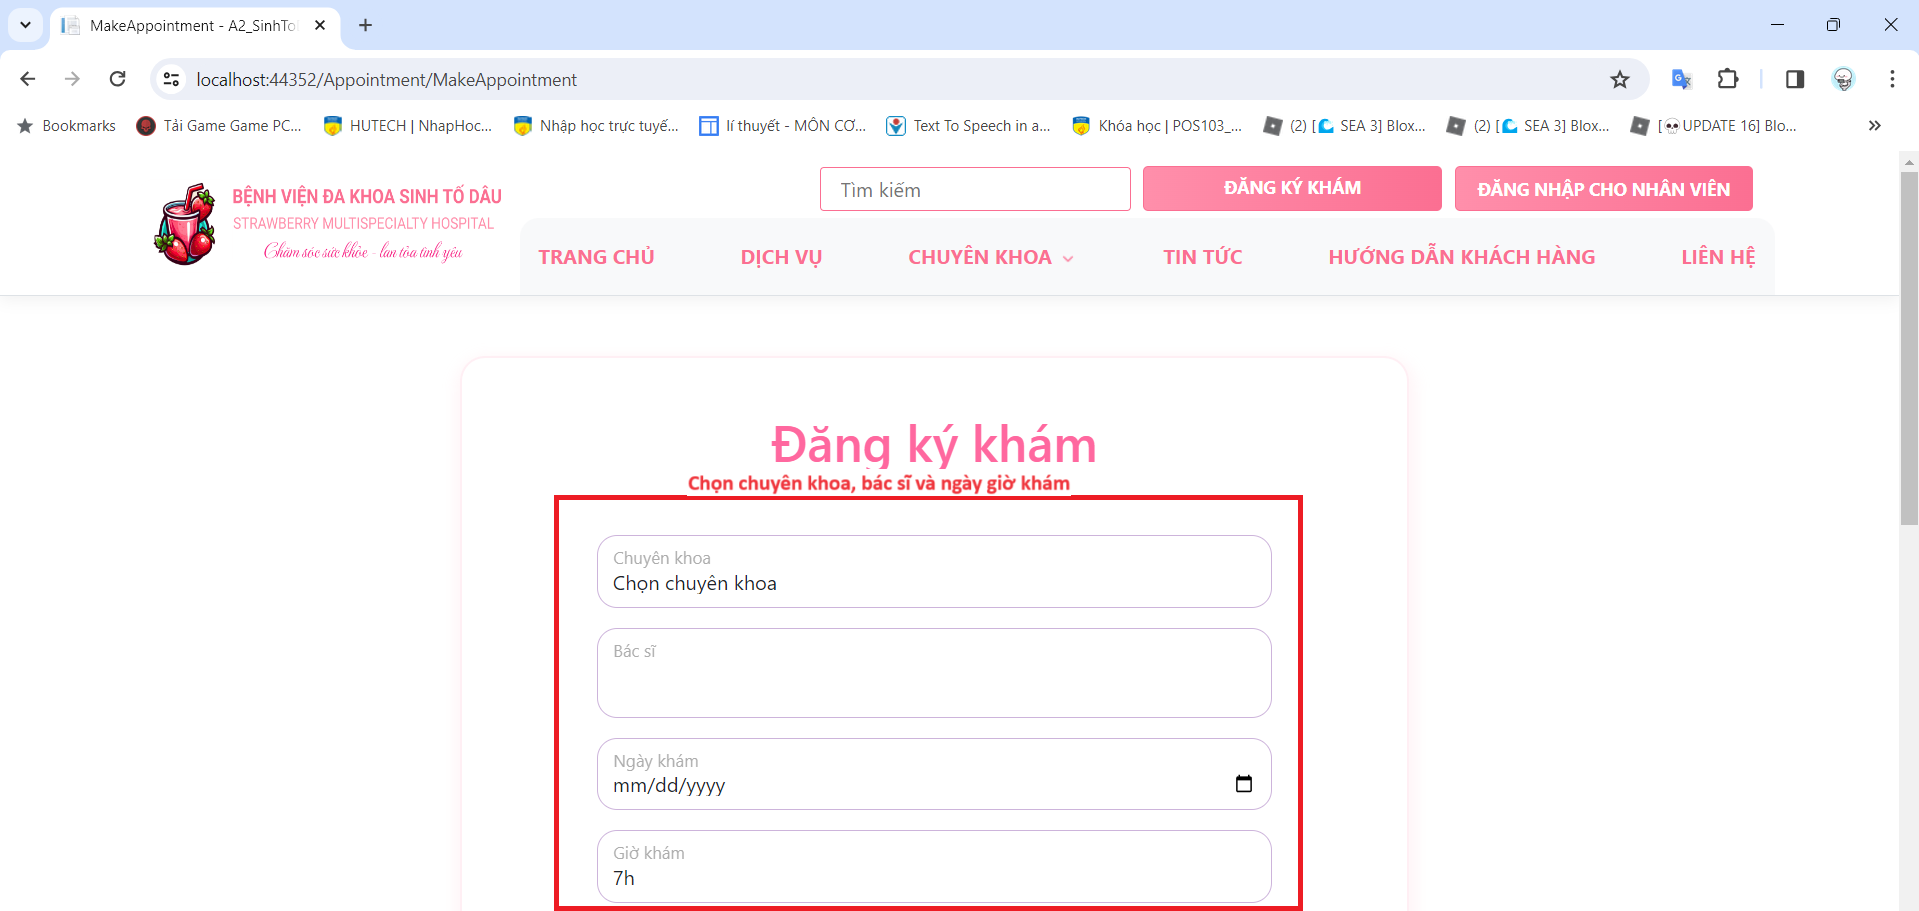 MakeAppointment - A2_SinhTo
localhost:44352/Appointment/MakeAppointment
Bookmarks
Tải Game Game PC...
HUTECH | NhapHoc...
Nhập học trực tuyế...
lí thuyết - MÔN CƠ...
Text To Speech in a...
Khóa học | POS103_...
(2) [🌊 SEA 3] Blox...
(2) [🌊 SEA 3] Blox...
[💀UPDATE 16] Blo...
BỆNH VIỆN ĐA KHOA SINH TỐ DÂU
STRAWBERRY MULTISPECIALTY HOSPITAL
Chăm sóc sức khỏe - lan tỏa tình yêu
Tìm kiếm
ĐĂNG KÝ KHÁM
ĐĂNG NHẬP CHO NHÂN VIÊN
TRANG CHỦ
DỊCH VỤ
CHUYÊN KHOA
TIN TỨC
HƯỚNG DẪN KHÁCH HÀNG
LIÊN HỆ
Đăng ký khám
Chọn chuyên khoa, bác sĩ và ngày giờ khám
Chuyên khoa
Chọn chuyên khoa
Bác sĩ
Ngày khám
mm/dd/yyyy
Giờ khám
7h